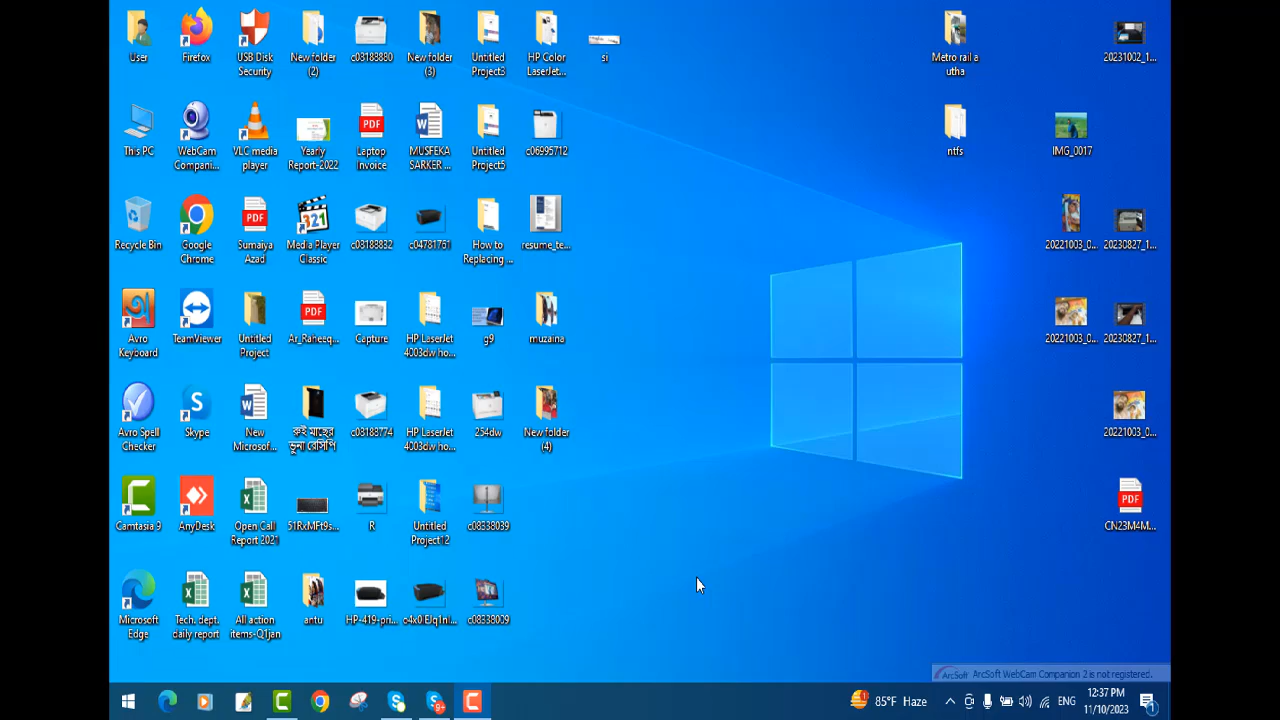 User
Firefox
USB Disk
Security
New folder
(2)
c08188880
New folder
(3)
Untitled
Project3
HP Color
LaserJet...
si
Metro rail a
utha
20231002_1...
This PC
WebCam
Compani...
VLC media
player
Yearly
Report-2022
PDF
Laptop
Invoice
MUSFEKA
SARKER ...
Untitled
Project5
c06995712
ntfs
IMG_0017
Recycle Bin
Google
Chrome
PDF
Sumaiya
Azad
321
Media Player
Classic
c08188832
c04781761
How to
Replacing ...
resume_te...
20221003_0...
20230827_1...
Avro
Keyboard
TeamViewer
Untitled
Project
PDF
Ar_Raheeq...
Capture
HP LaserJet
4003dw ho...
g9
muzaina
20221003_0...
20230827_1...
Avro Spell
Checker
Skype
New
Microsof...
রুই মাছের
ভুনা রেসিপি
c08188774
HP LaserJet
4003dw ho...
254dw
New folder
(4)
20221003_0...
Camtasia 9
AnyDesk
Open Call
Report 2021
51RxMFt9s...
R
Untitled
Project12
c08338039
PDF
CN23M4M...
Microsoft
Edge
Tech. dept.
daily report
All action
items-Q1jan
antu
HP-419-pri...
c08338009
ArcSoft ArcSoft WebCam Companion 2 is not registered.
85°F Haze
ENG
12:37 PM
11/10/2023